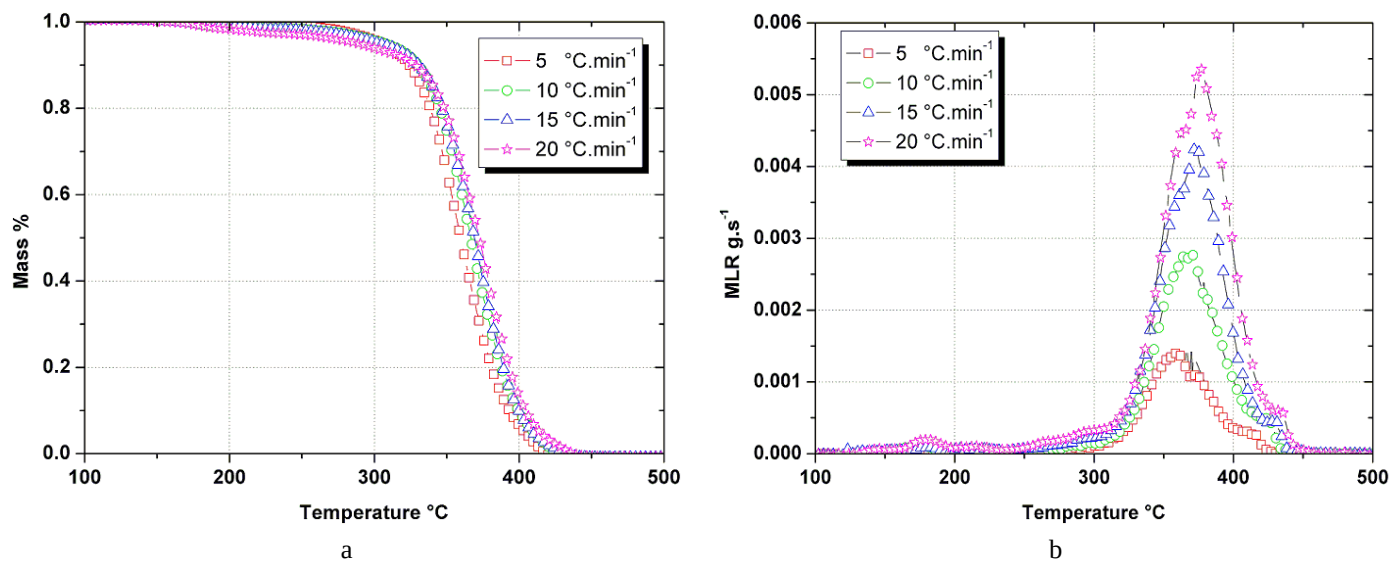 1.0
0.8
0.6
0.4
0.2
0.0
Mass %
100
200
300
400
500
Temperature °C
5 °C.min-1
10 °C.min-1
15 °C.min-1
20 °C.min-1
a
0.006
0.005
0.004
0.003
0.002
0.001
0.000
MLR g.s-1
100
200
300
400
500
Temperature °C
5 °C.min-1
10 °C.min-1
15 °C.min-1
20 °C.min-1
b